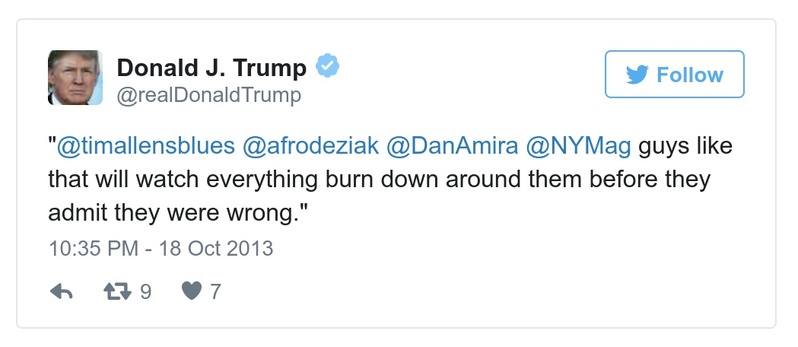 Donald J. Trump
@realDonaldTrump
Follow
"@timallensblues @afrodeziak @DanAmira @NYMag guys like
that will watch everything burn down around them before they
admit they were wrong."
10:35 PM - 18 Oct 2013
9 7